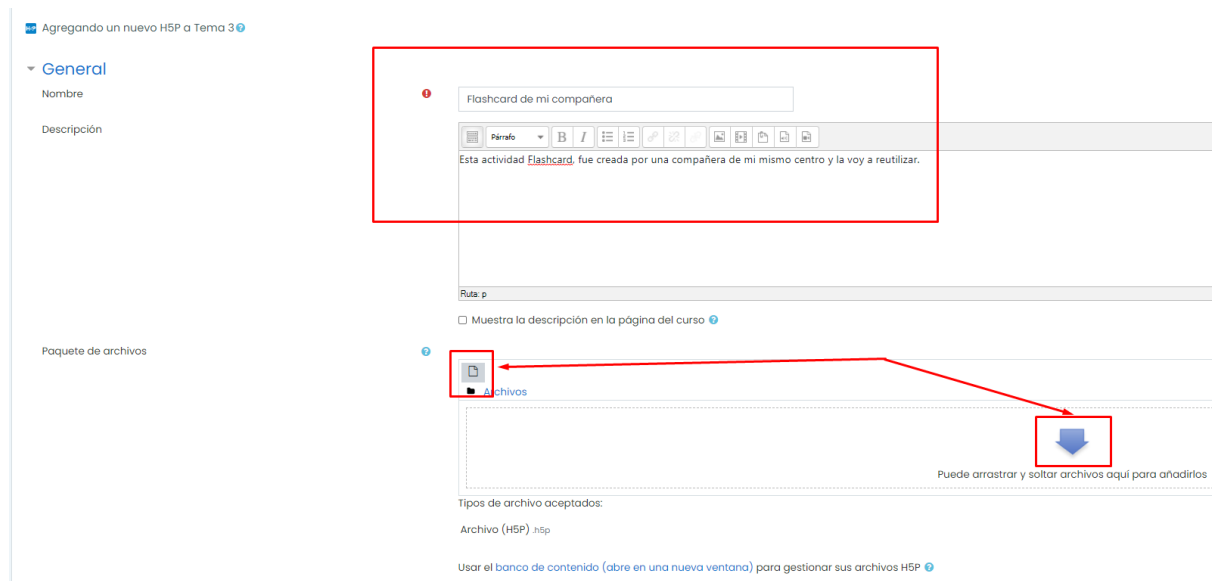 H-P Agregando un nuevo H5P a Tema 3
General
Nombre
Flashcard de mi compañera
Descripción
Párrafo B I
Esta actividad Flashcard, fue creada por una compañera de mi mismo centro y la voy a reutilizar.
Ruta: p
Muestra la descripción en la página del curso
Paquete de archivos
Archivos
Puede arrastrar y soltar archivos aquí para añadirlos
Tipos de archivo aceptados:
Archivo (H5P) .h5p
Usar el banco de contenido (abre en una nueva ventana) para gestionar sus archivos H5P